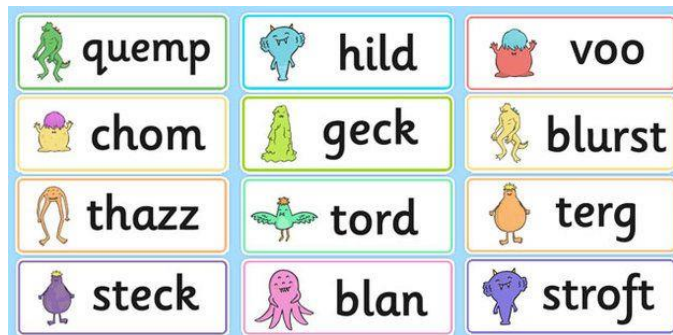 quemp hild voo
chom geck blurst
thazz tord terg
steck blan stroft